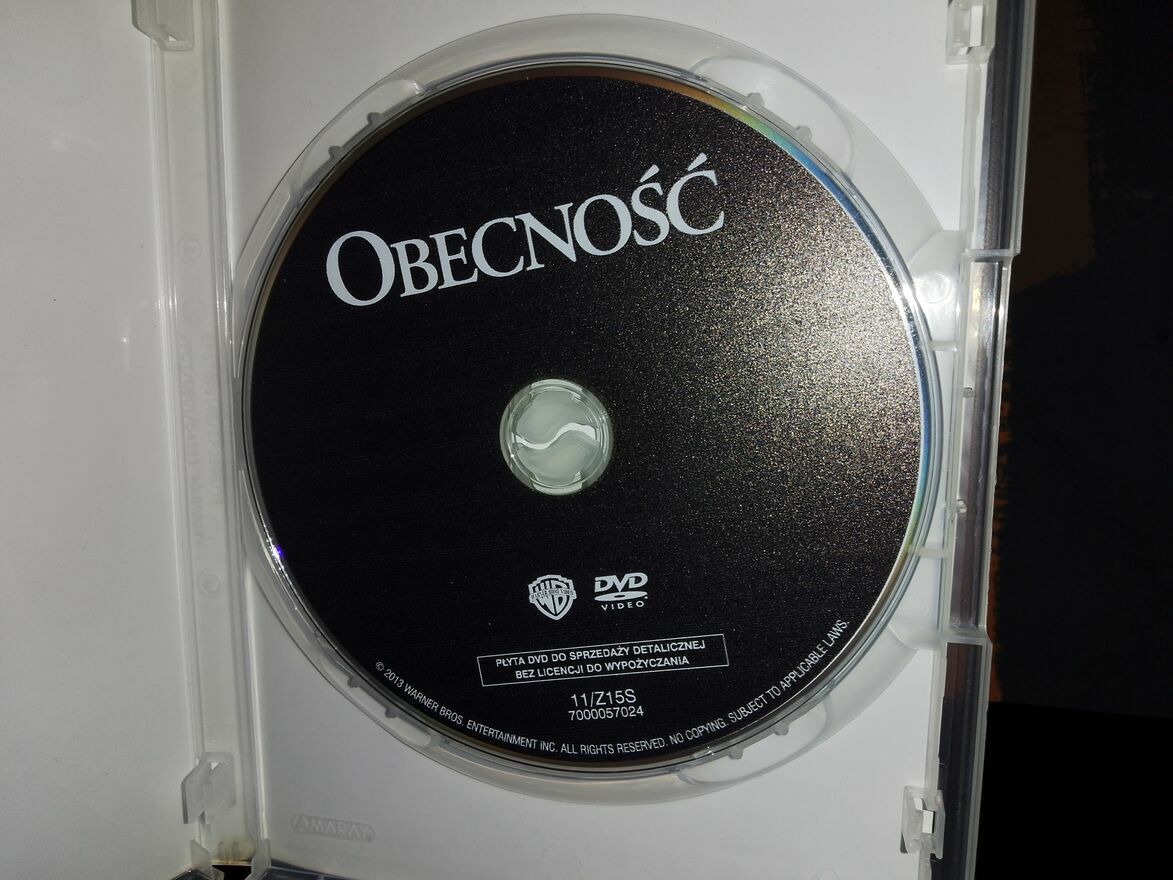 OBECNOŚĆ
DVD
VIDEO
PŁYTA DVD DO SPRZEDAŻY DETALICZNEJ
BEZ LICENCJI DO WYPOŻYCZANIA
11/Z15S
7000057024
© 2013 WARNER BROS. ENTERTAINMENT INC. ALL RIGHTS RESERVED. NO COPYING. SUBJECT TO APPLICABLE LAWS.
AMARAY